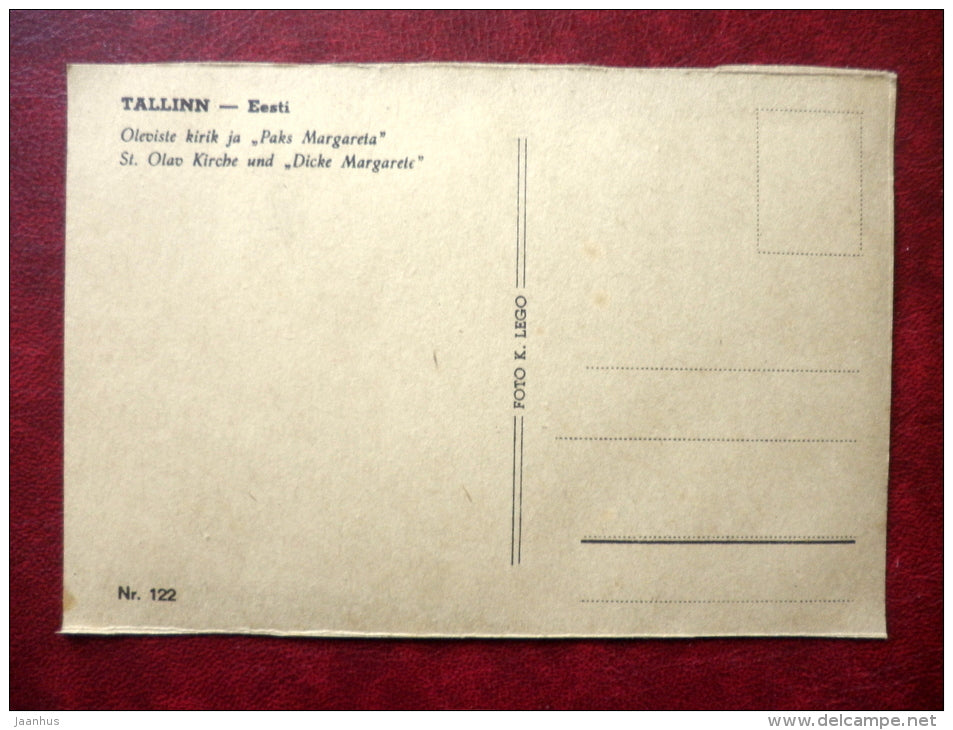 TALLINN — Eesti
Oleviste kirik ja „Paks Margareta”
St. Olav Kirche und „Dicke Margarete”
FOTO K. LEGO
Nr. 122
jaanhus
www.delcampe.net